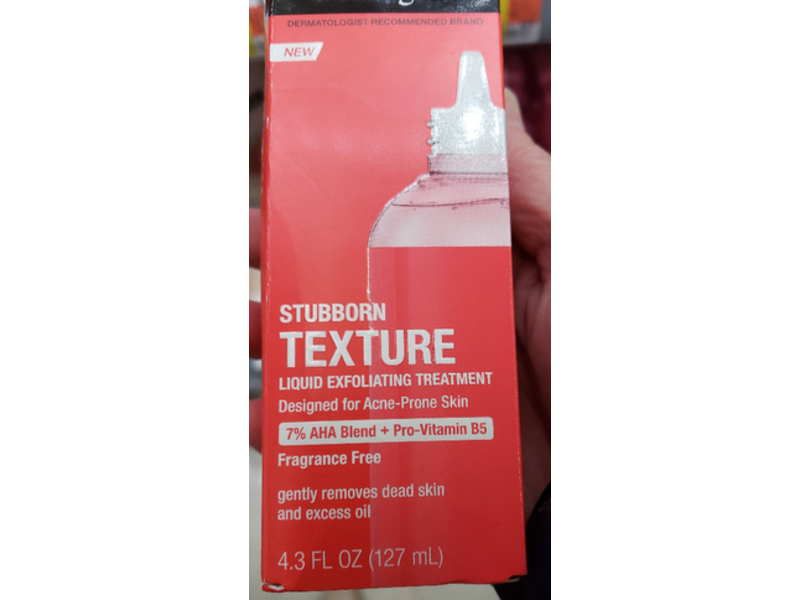 DERMATOLOGIST RECOMMENDED BRAND
NEW
STUBBORN
TEXTURE
LIQUID EXFOLIATING TREATMENT
Designed for Acne-Prone Skin
7% AHA Blend + Pro-Vitamin B5
Fragrance Free
gently removes dead skin
and excess oil
4.3 FL OZ (127 mL)